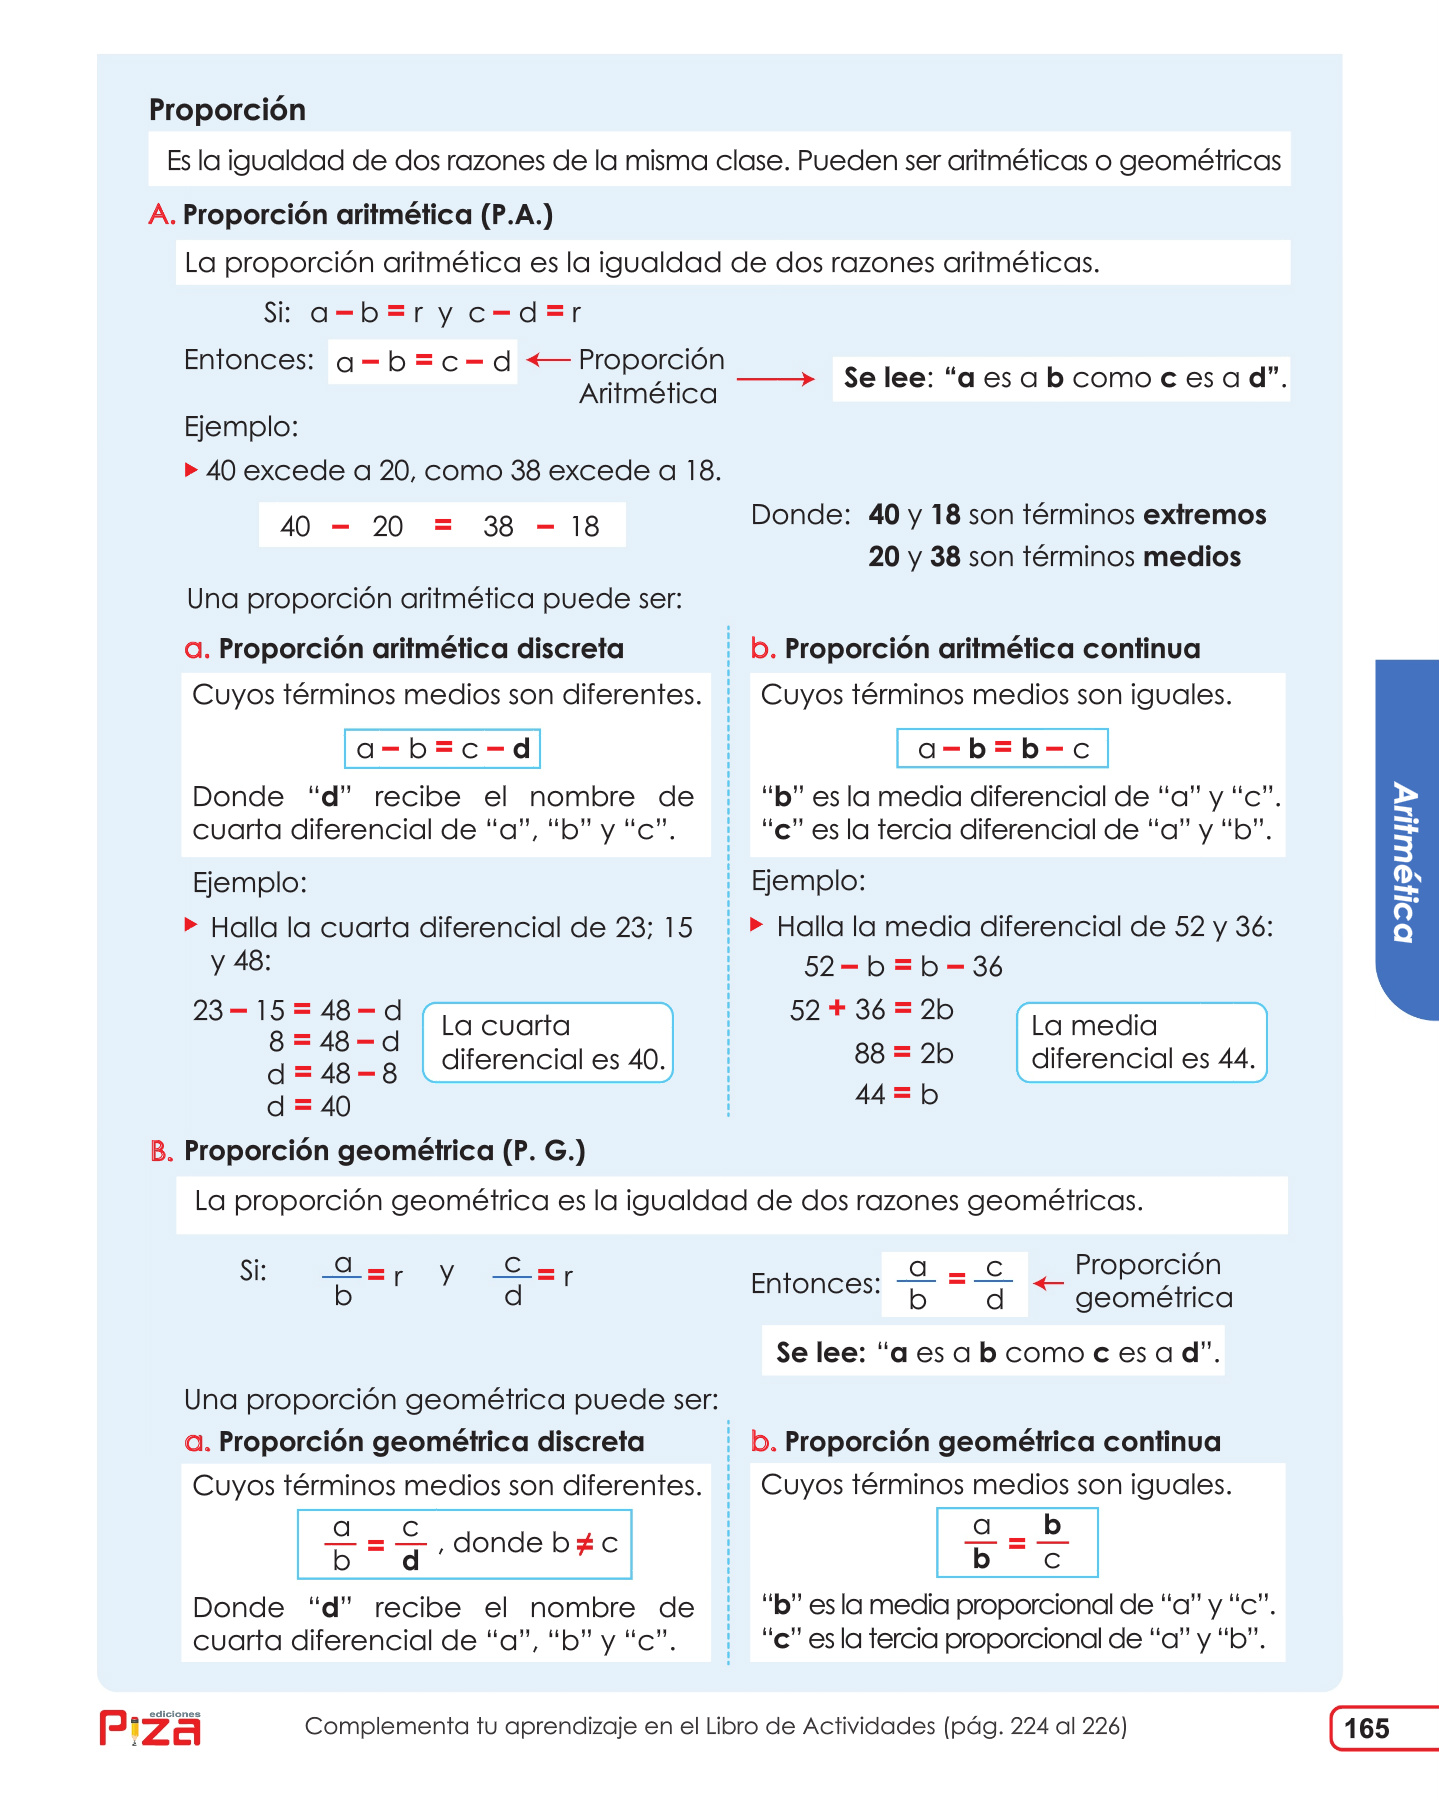 Proporción
Es la igualdad de dos razones de la misma clase. Pueden ser aritméticas o geométricas
A. Proporción aritmética (P.A.)
La proporción aritmética es la igualdad de dos razones aritméticas.
Si: a – b = r y c – d = r
Entonces: a – b = c – d
Proporción
Aritmética
Se lee: “a es a b como c es a d”.
Ejemplo:
40 excede a 20, como 38 excede a 18.
40 – 20 = 38 – 18
Donde: 40 y 18 son términos extremos
20 y 38 son términos medios
Una proporción aritmética puede ser:
a. Proporción aritmética discreta
Cuyos términos medios son diferentes.
a – b = c – d
Donde “d” recibe el nombre de
cuarta diferencial de “a”, “b” y “c”.
Ejemplo:
Halla la cuarta diferencial de 23; 15
y 48:
23 – 15 = 48 – d
8 = 48 – d
d = 48 – 8
d = 40
La cuarta
diferencial es 40.
b. Proporción aritmética continua
Cuyos términos medios son iguales.
a – b = b – c
“b” es la media diferencial de “a” y “c”.
“c” es la tercia diferencial de “a” y “b”.
Ejemplo:
Halla la media diferencial de 52 y 36:
52 – b = b – 36
52 + 36 = 2b
88 = 2b
44 = b
La media
diferencial es 44.
B. Proporción geométrica (P. G.)
La proporción geométrica es la igualdad de dos razones geométricas.
Si: a/b = r y c/d = r
Entonces: a/b = c/d
Proporción
geométrica
Se lee: “a es a b como c es a d”.
Una proporción geométrica puede ser:
a. Proporción geométrica discreta
Cuyos términos medios son diferentes.
a/b = c/d , donde b ≠ c
Donde “d” recibe el nombre de
cuarta diferencial de “a”, “b” y “c”.
b. Proporción geométrica continua
Cuyos términos medios son iguales.
a/b = b/c
“b” es la media proporcional de “a” y “c”.
“c” es la tercia proporcional de “a” y “b”.
Aritmética
ediciones
Piza
Complementa tu aprendizaje en el Libro de Actividades (pág. 224 al 226)
165